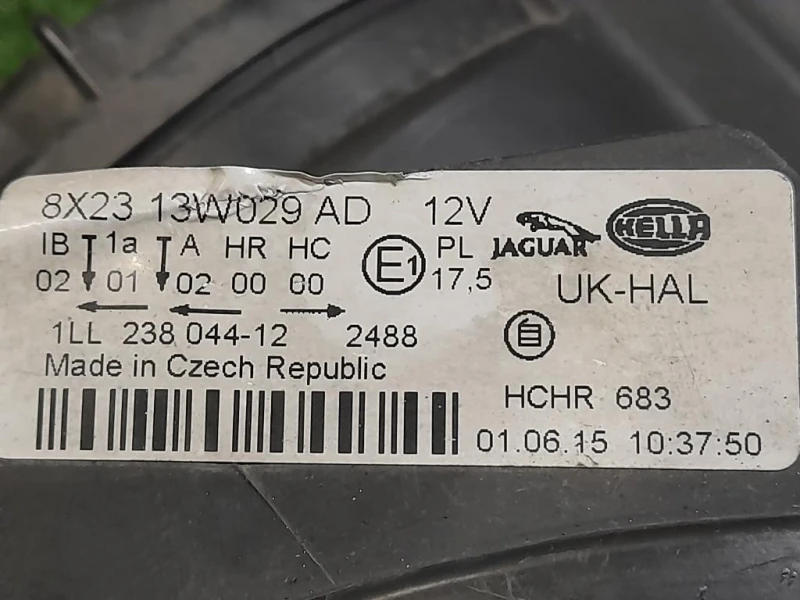 8X23 13W029 AD 12V JAGUAR HELLA
IB 1a A HR HC E1 PL
02 01 02 00 00 17,5 UK-HAL
1LL 238 044-12 2488 自
Made in Czech Republic
HCHR 683
01.06.15 10:37:50